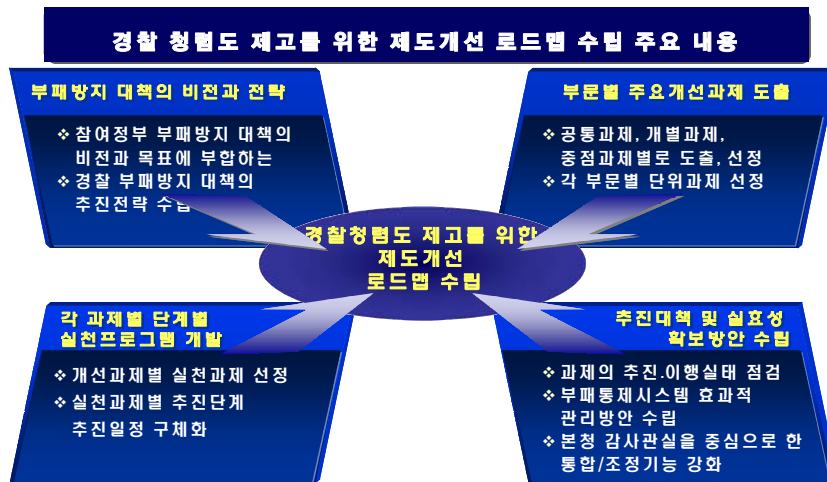 경찰 청렴도 제고를 위한 제도개선 로드맵 수립 주요 내용
부패방지 대책의 비전과 전략
❖ 참여정부 부패방지 대책의
비전과 목표에 부합하는
❖ 경찰 부패방지 대책의
추진전략 수립
부문별 주요개선과제 도출
❖ 공통과제, 개별과제,
중점과제별로 도출, 선정
❖ 각 부문별 단위과제 선정
경찰청렴도 제고를 위한
제도개선
로드맵 수립
각 과제별 단계별
실천프로그램 개발
❖ 개선과제별 실천과제 선정
❖ 실천과제별 추진단계
추진일정 구체화
추진대책 및 실효성
확보방안 수립
❖ 과제의 추진.이행실태 점검
❖ 부패통제시스템 효과적
관리방안 수립
❖ 본청 감사관실을 중심으로 한
통합/조정기능 강화